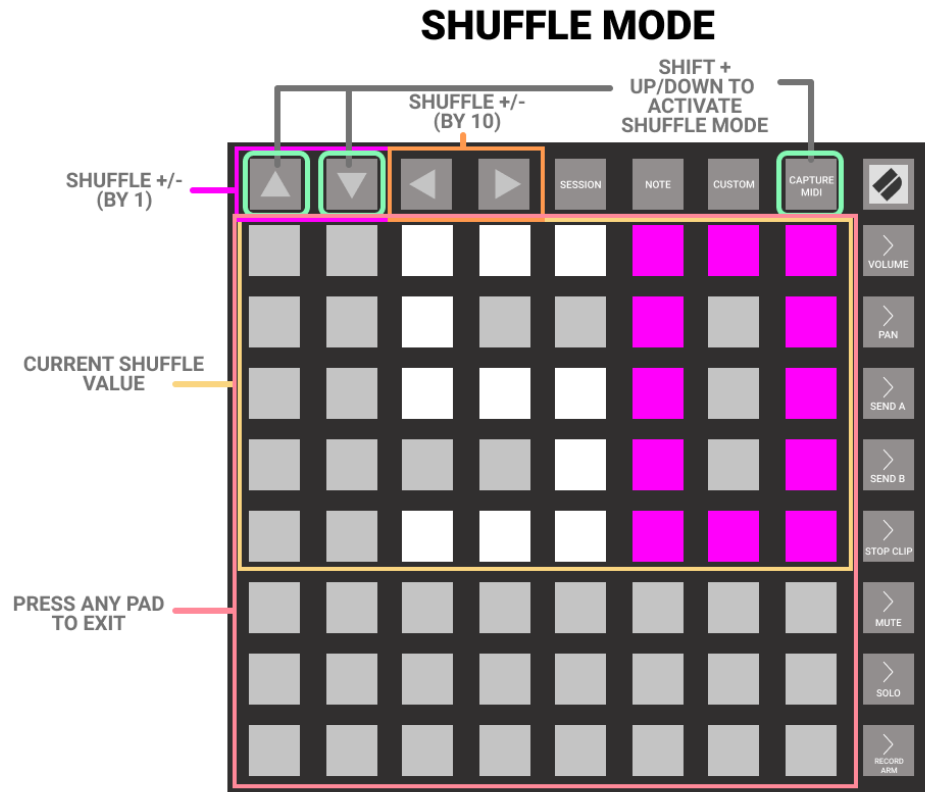 SHUFFLE MODE
SHIFT +
UP/DOWN TO
ACTIVATE
SHUFFLE MODE
SHUFFLE +/-
(BY 10)
SHUFFLE +/-
(BY 1)
SESSION
NOTE
CUSTOM
CAPTURE
MIDI
VOLUME
PAN
CURRENT SHUFFLE
VALUE
SEND A
SEND B
STOP CLIP
PRESS ANY PAD
TO EXIT
MUTE
SOLO
RECORD
ARM